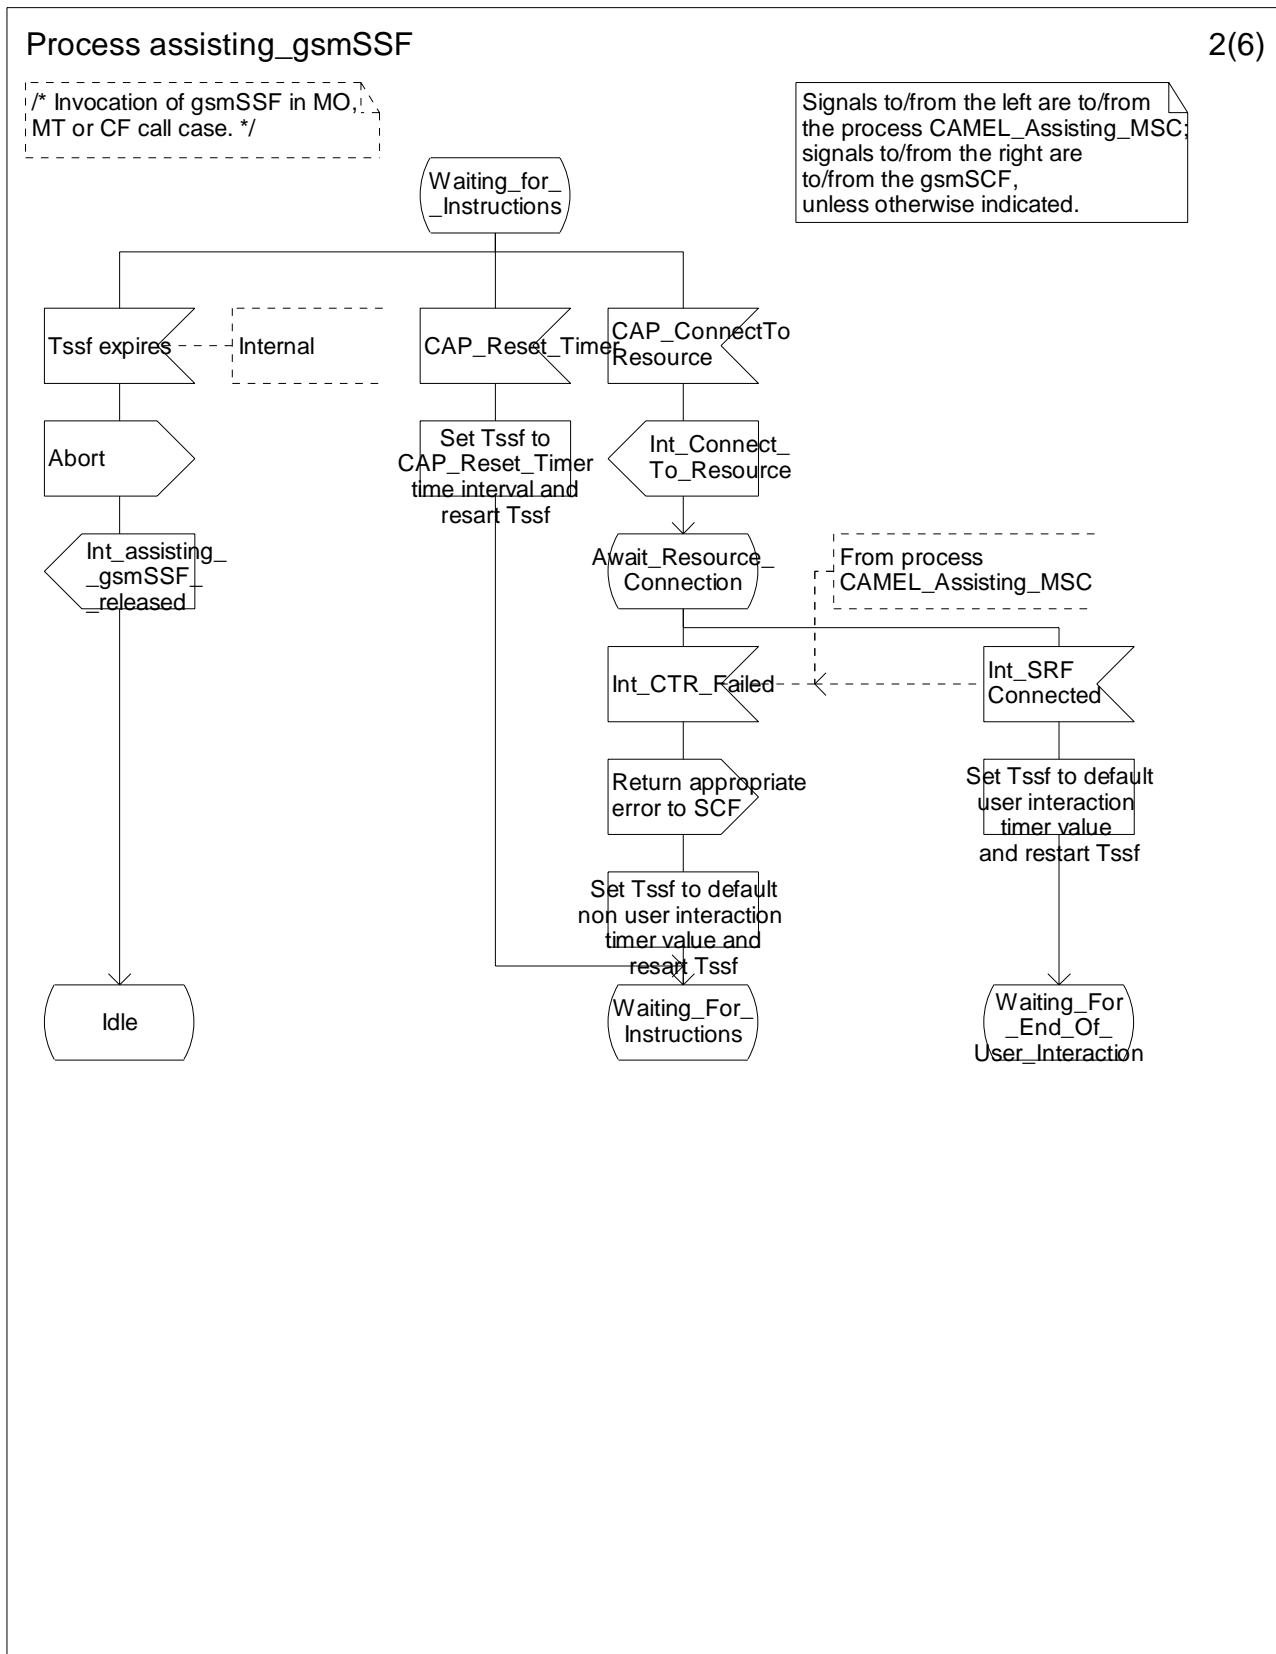 Process assisting_gsmSSF
2(6)
/* Invocation of gsmSSF in MO,
MT or CF call case. */
Signals to/from the left are to/from
the process CAMEL_Assisting_MSC;
signals to/from the right are
to/from the gsmSCF,
unless otherwise indicated.
Waiting_for_
_Instructions
Tssf expires
Internal
CAP_Reset_Timer
CAP_ConnectTo
Resource
Abort
Set Tssf to
CAP_Reset_Timer
time interval and
resart Tssf
Int_Connect_
To_Resource
Int_assisting_
_gsmSSF_
_released
Await_Resource_
Connection
From process
CAMEL_Assisting_MSC
Int_CTR_Failed
Int_SRF
Connected
Return appropriate
error to SCF
Set Tssf to default
user interaction
timer value
and restart Tssf
Set Tssf to default
non user interaction
timer value and
resart Tssf
Idle
Waiting_For_
Instructions
Waiting_For
_End_Of_
User_Interaction